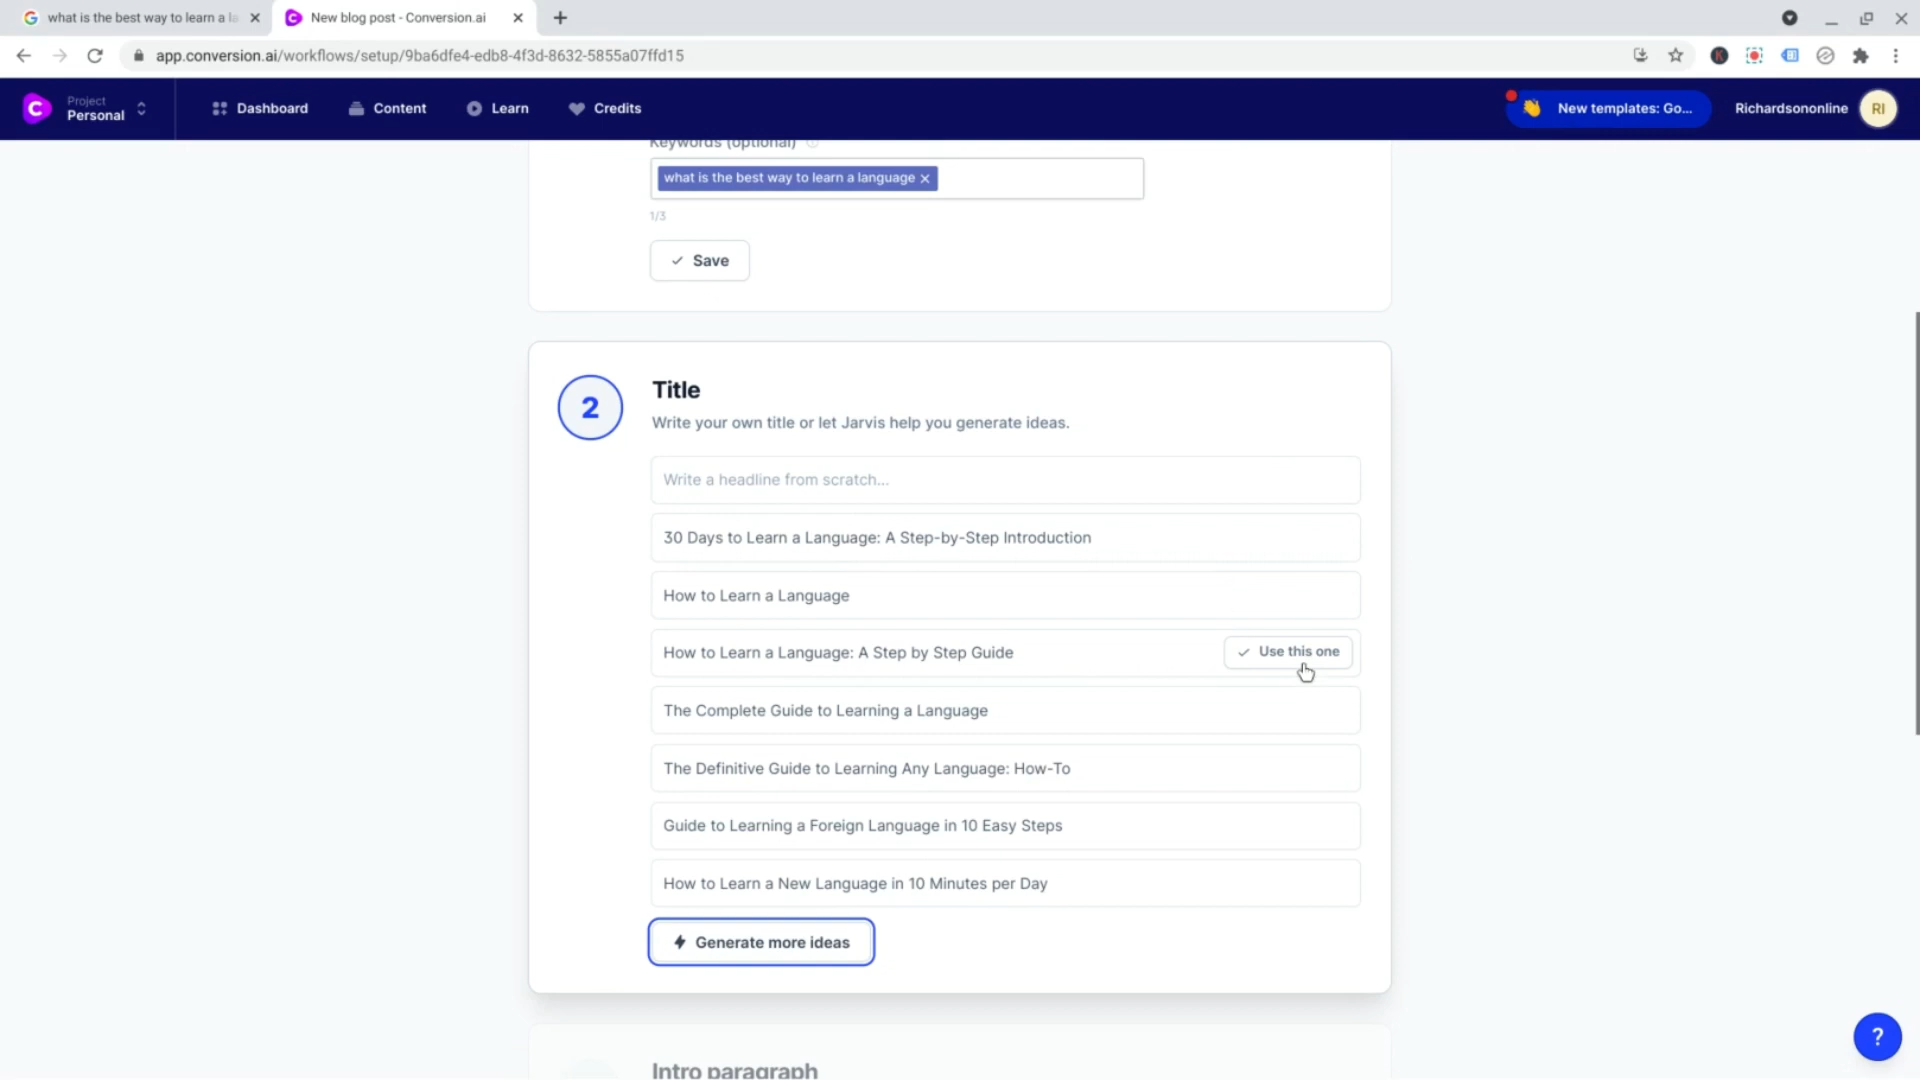 what is the best way to learn a la
New blog post - Conversion.ai
app.conversion.ai/workflows/setup/9ba6dfe4-edb8-4f3d-8632-5855a07ffd15
Project
Personal
Dashboard
Content
Learn
Credits
New templates: Go...
Richardsononline
RI
Keywords (optional)
what is the best way to learn a language
1/3
Save
2
Title
Write your own title or let Jarvis help you generate ideas.
Write a headline from scratch...
30 Days to Learn a Language: A Step-by-Step Introduction
How to Learn a Language
How to Learn a Language: A Step by Step Guide
Use this one
The Complete Guide to Learning a Language
The Definitive Guide to Learning Any Language: How-To
Guide to Learning a Foreign Language in 10 Easy Steps
How to Learn a New Language in 10 Minutes per Day
Generate more ideas
?
Intro paragraph